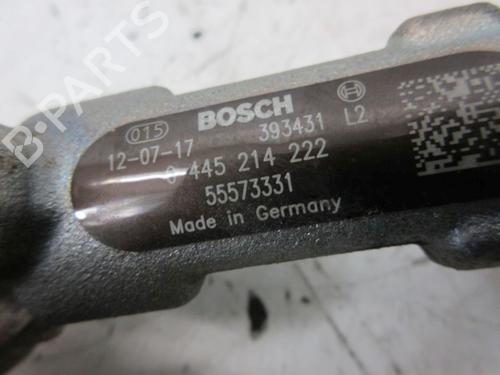 BOSCH
015
12-07-17 393431 L2
0 445 214 222
55573331
Made in Germany
B-PARTS